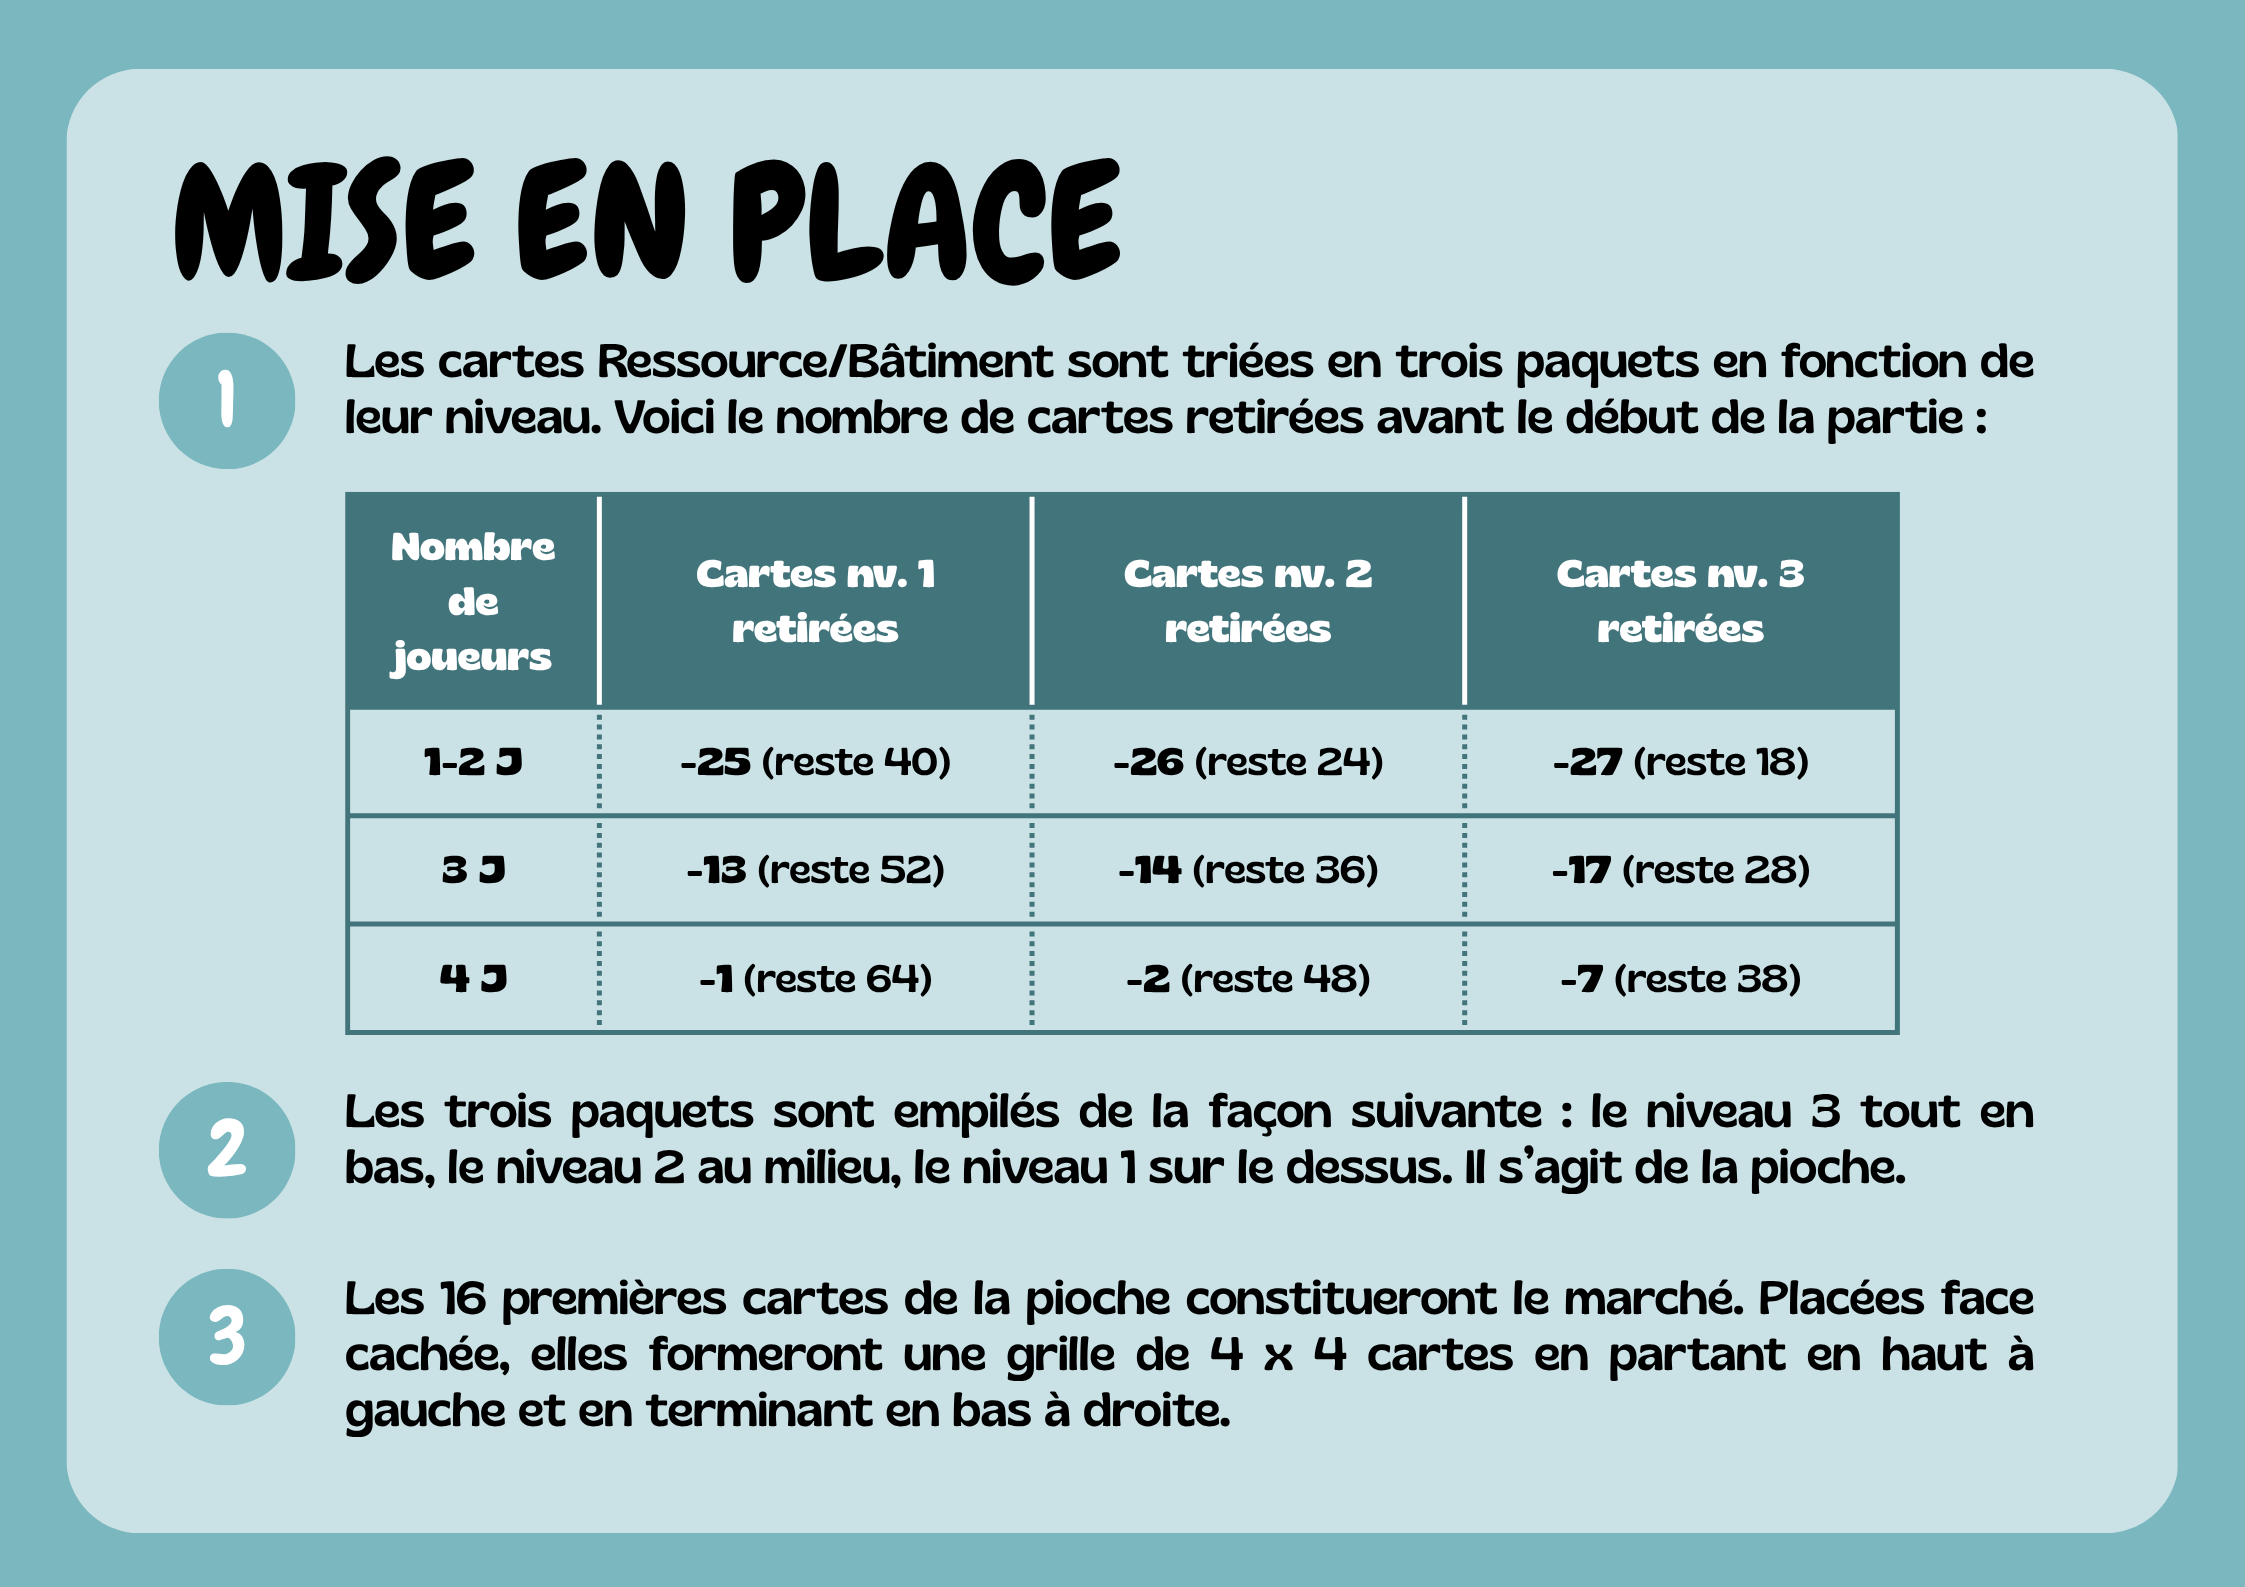 MISE EN PLACE
1
Les cartes Ressource/Bâtiment sont triées en trois paquets en fonction de
leur niveau. Voici le nombre de cartes retirées avant le début de la partie :
Nombre
de
joueurs
Cartes nv. 1
retirées
Cartes nv. 2
retirées
Cartes nv. 3
retirées
1-2 J
-25 (reste 40)
-26 (reste 24)
-27 (reste 18)
3 J
-13 (reste 52)
-14 (reste 36)
-17 (reste 28)
4 J
-1 (reste 64)
-2 (reste 48)
-7 (reste 38)
2
Les trois paquets sont empilés de la façon suivante : le niveau 3 tout en
bas, le niveau 2 au milieu, le niveau 1 sur le dessus. Il s’agit de la pioche.
3
Les 16 premières cartes de la pioche constitueront le marché. Placées face
cachée, elles formeront une grille de 4 x 4 cartes en partant en haut à
gauche et en terminant en bas à droite.